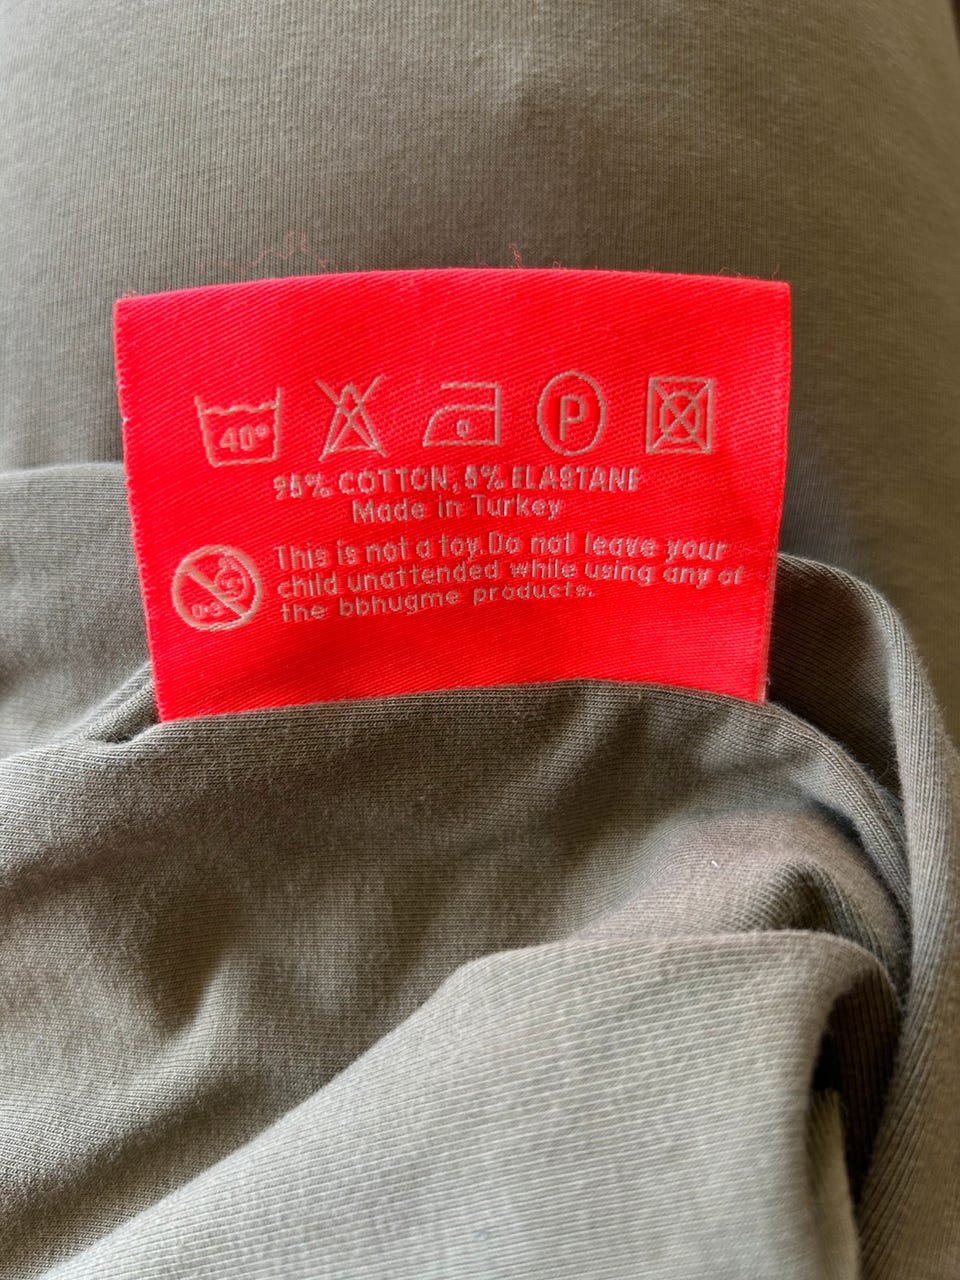 40°
P
95% COTTON, 5% ELASTANE
Made in Turkey
0-3
This is not a toy. Do not leave your
child unattended while using any of
the bbhugme products.